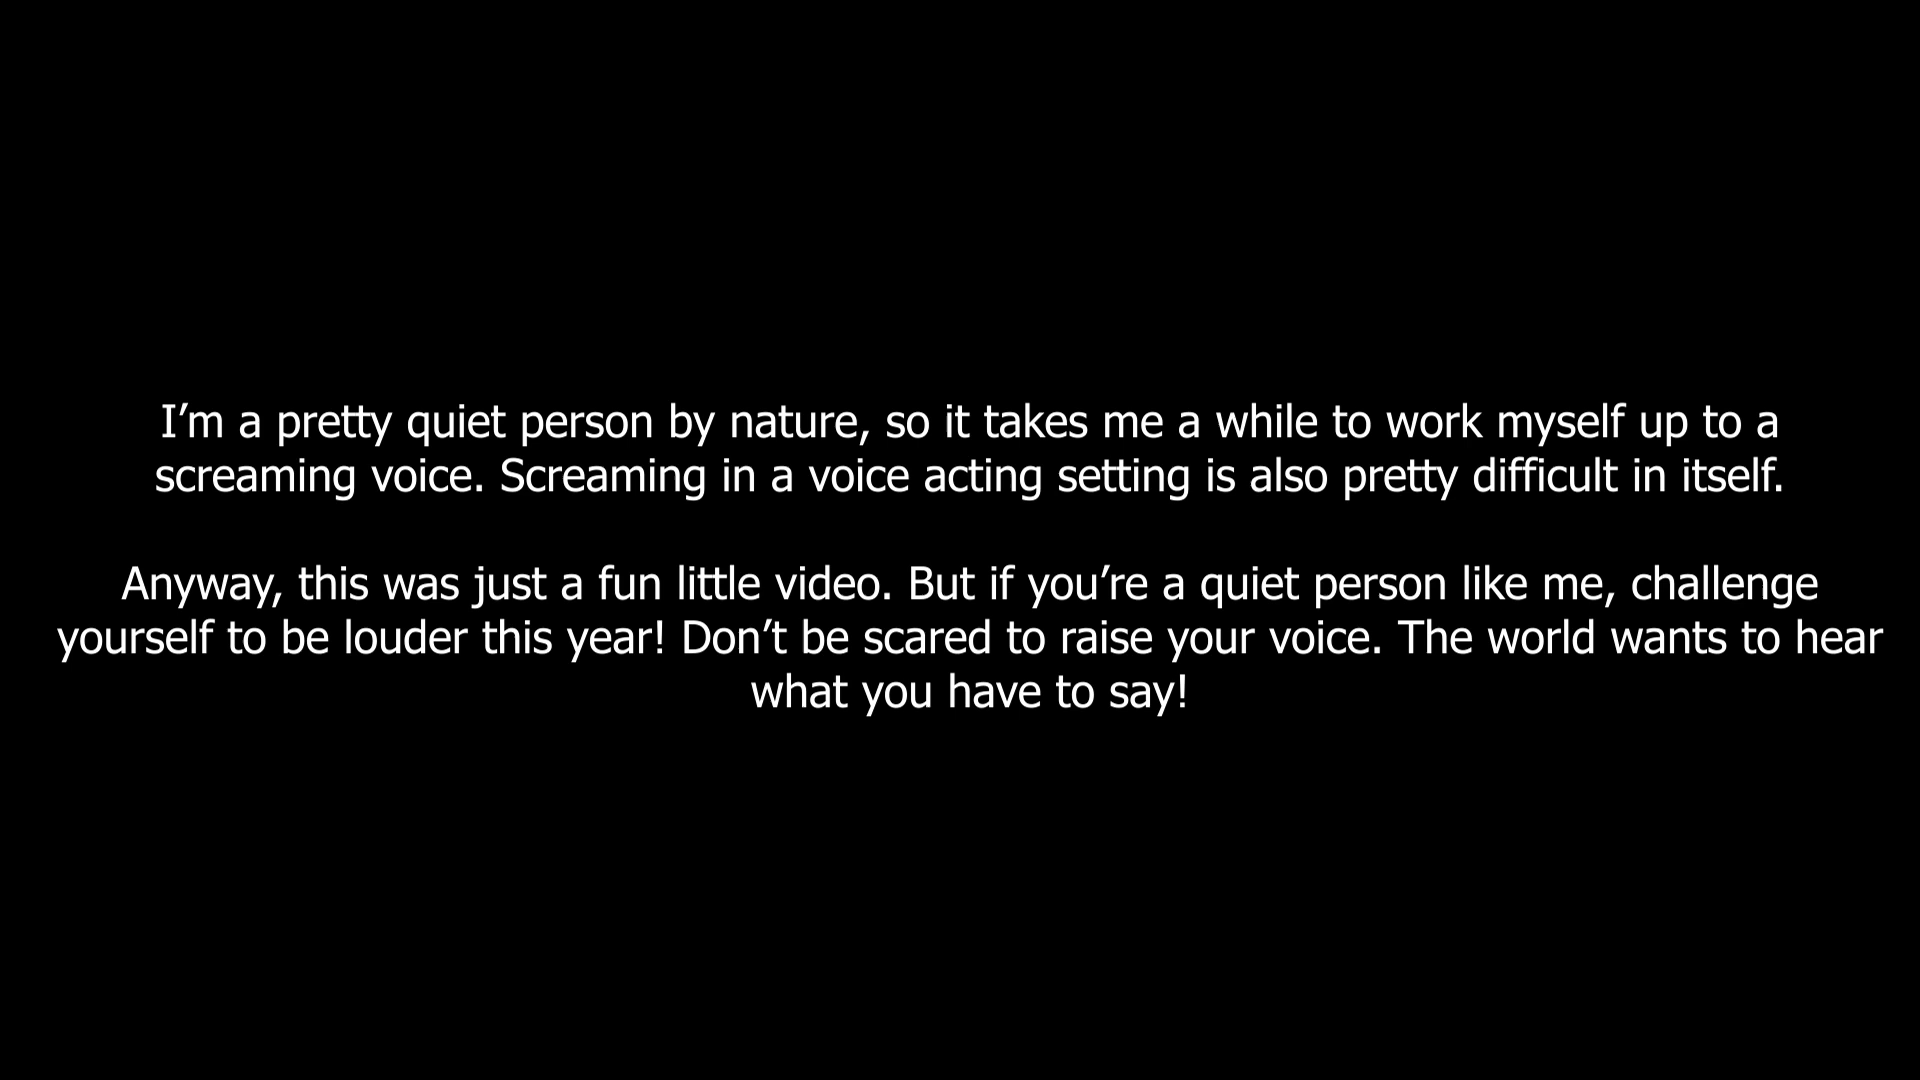 I’m a pretty quiet person by nature, so it takes me a while to work myself up to a
screaming voice. Screaming in a voice acting setting is also pretty difficult in itself.
Anyway, this was just a fun little video. But if you’re a quiet person like me, challenge
yourself to be louder this year! Don’t be scared to raise your voice. The world wants to hear
what you have to say!